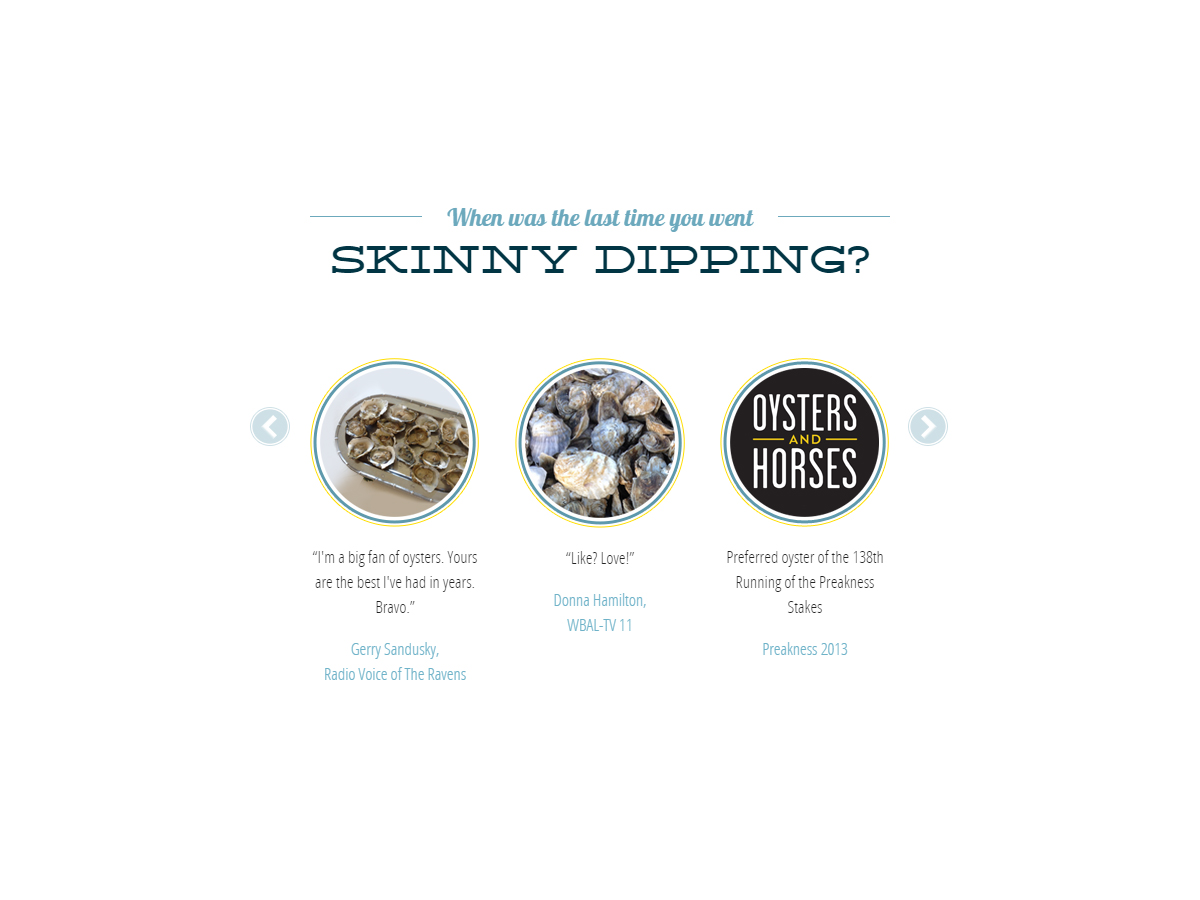 When was the last time you went
SKINNY DIPPING?
OYSTERS
AND
HORSES
“I'm a big fan of oysters. Yours
are the best I've had in years.
Bravo.”
Gerry Sandusky,
Radio Voice of The Ravens
“Like? Love!”
Donna Hamilton,
WBAL-TV 11
Preferred oyster of the 138th
Running of the Preakness
Stakes
Preakness 2013